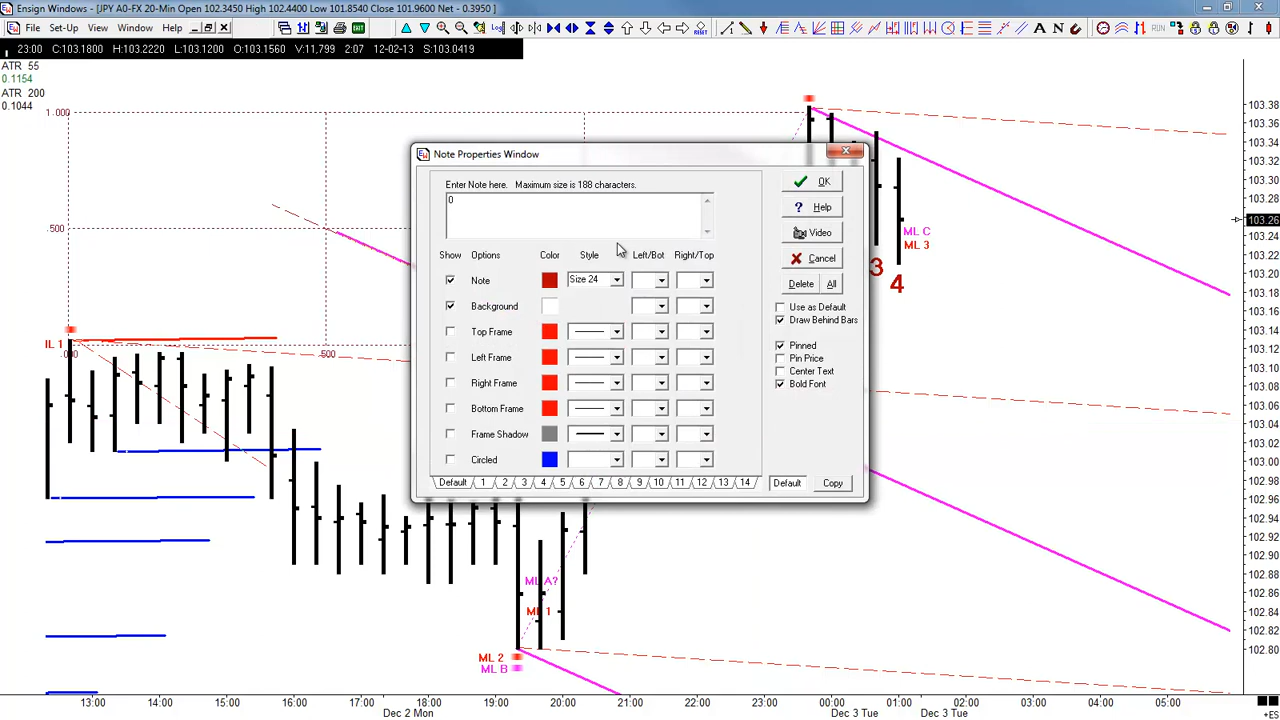 Ensign Windows - [JPY A0-FX 20-Min Open 102.3450 High 102.4400 Low 101.8540 Close 101.9600 Net - 0.3950 ]
File Set-Up View Window Help
23:00 C:103.1800 H:103.2220 L:103.1200 O:103.1560 V:11,799 2:07 12-02-13 S:103.0419
ATR 55
0.1154
ATR 200
0.1044
1.000
.500
.000
.500
IL 1
ML A?
ML 1
ML 2
ML B
ML C
ML 3
3
4
Note Properties Window
Enter Note here. Maximum size is 188 characters.
0
Show Options Color Style Left/Bot Right/Top
Note Size 24
Background
Top Frame
Left Frame
Right Frame
Bottom Frame
Frame Shadow
Circled
Default 1 2 3 4 5 6 7 8 9 10 11 12 13 14
OK
Help
Video
Cancel
Delete All
Use as Default
Draw Behind Bars
Pinned
Pin Price
Center Text
Bold Font
Default Copy
103.38
103.36
103.34
103.32
103.30
103.28
103.26
103.24
103.22
103.20
103.18
103.16
103.14
103.12
103.10
103.08
103.06
103.04
103.02
103.00
102.98
102.96
102.94
102.92
102.90
102.88
102.86
102.84
102.82
102.80
13:00 14:00 15:00 16:00 17:00 18:00 19:00 20:00 21:00 22:00 23:00 00:00 01:00 02:00 03:00 04:00 05:00
Dec 2 Mon Dec 3 Tue Dec 3 Tue
+ES